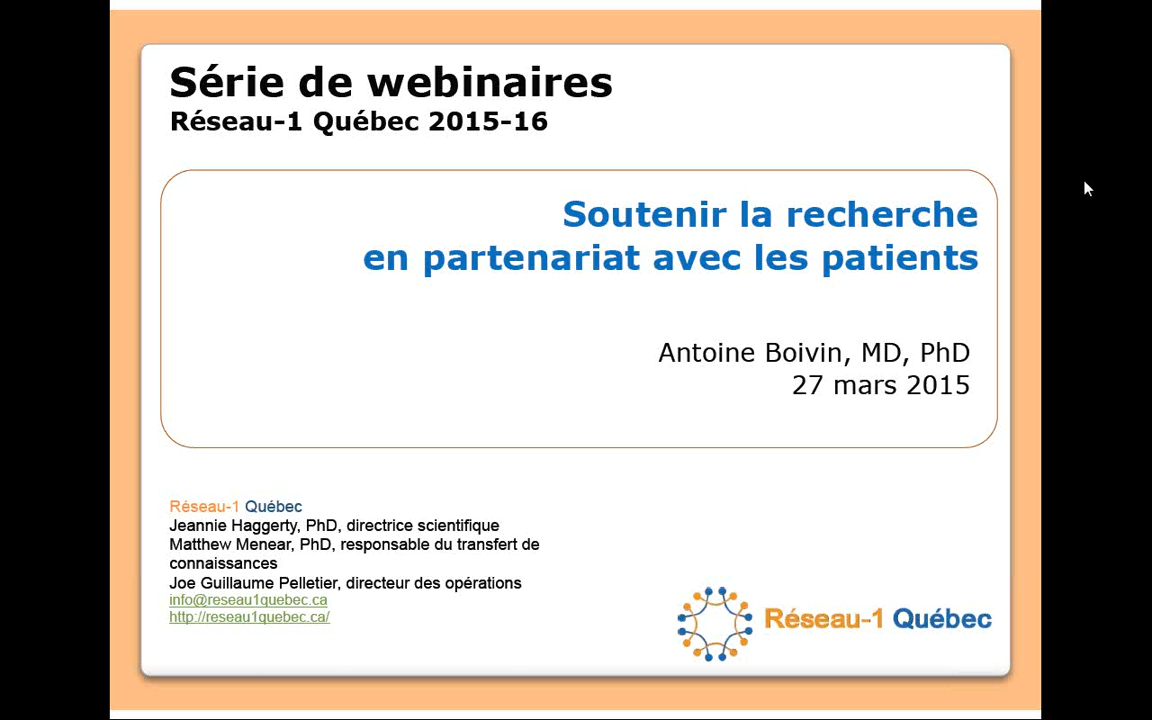 Série de webinaires
Réseau-1 Québec 2015-16
Soutenir la recherche
en partenariat avec les patients
Antoine Boivin, MD, PhD
27 mars 2015
Réseau-1 Québec
Jeannie Haggerty, PhD, directrice scientifique
Matthew Menear, PhD, responsable du transfert de
connaissances
Joe Guillaume Pelletier, directeur des opérations
info@reseau1quebec.ca
http://reseau1quebec.ca/
Réseau-1 Québec